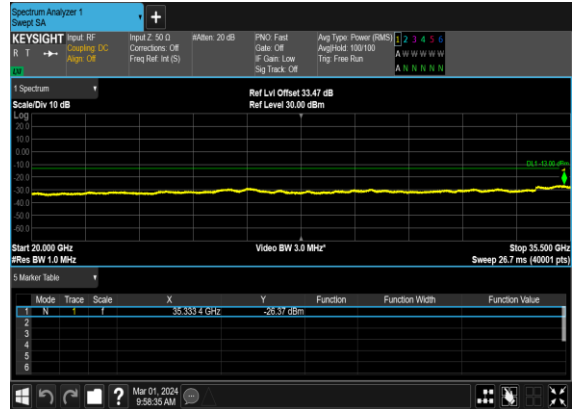 Spectrum Analyzer 1
Swept SA
+
KEYSIGHT
R T
Input: RF
Coupling: DC
Align: Off
Input Z: 50 Ω
Corrections: Off
Freq Ref: Int (S)
#Atten: 20 dB
PNO: Fast
Gate: Off
IF Gain: Low
Sig Track: Off
Avg Type: Power (RMS)
Avg|Hold: 100/100
Trig: Free Run
1 2 3 4 5 6
A W W W W W
A N N N N N
1 Spectrum
Scale/Div 10 dB
Ref Lvl Offset 33.47 dB
Ref Level 30.00 dBm
Log
20.0
10.0
0.00
-10.0
DL1 -13.00 dBm
1
-20.0
-30.0
-40.0
-50.0
-60.0
Start 20.000 GHz
Video BW 3.0 MHz*
Stop 35.500 GHz
#Res BW 1.0 MHz
Sweep 26.7 ms (40001 pts)
5 Marker Table
Mode Trace Scale X Y Function Function Width Function Value
1 N 1 f 35.333 4 GHz -26.37 dBm
2
3
4
5
6
?
Mar 01, 2024
9:58:35 AM